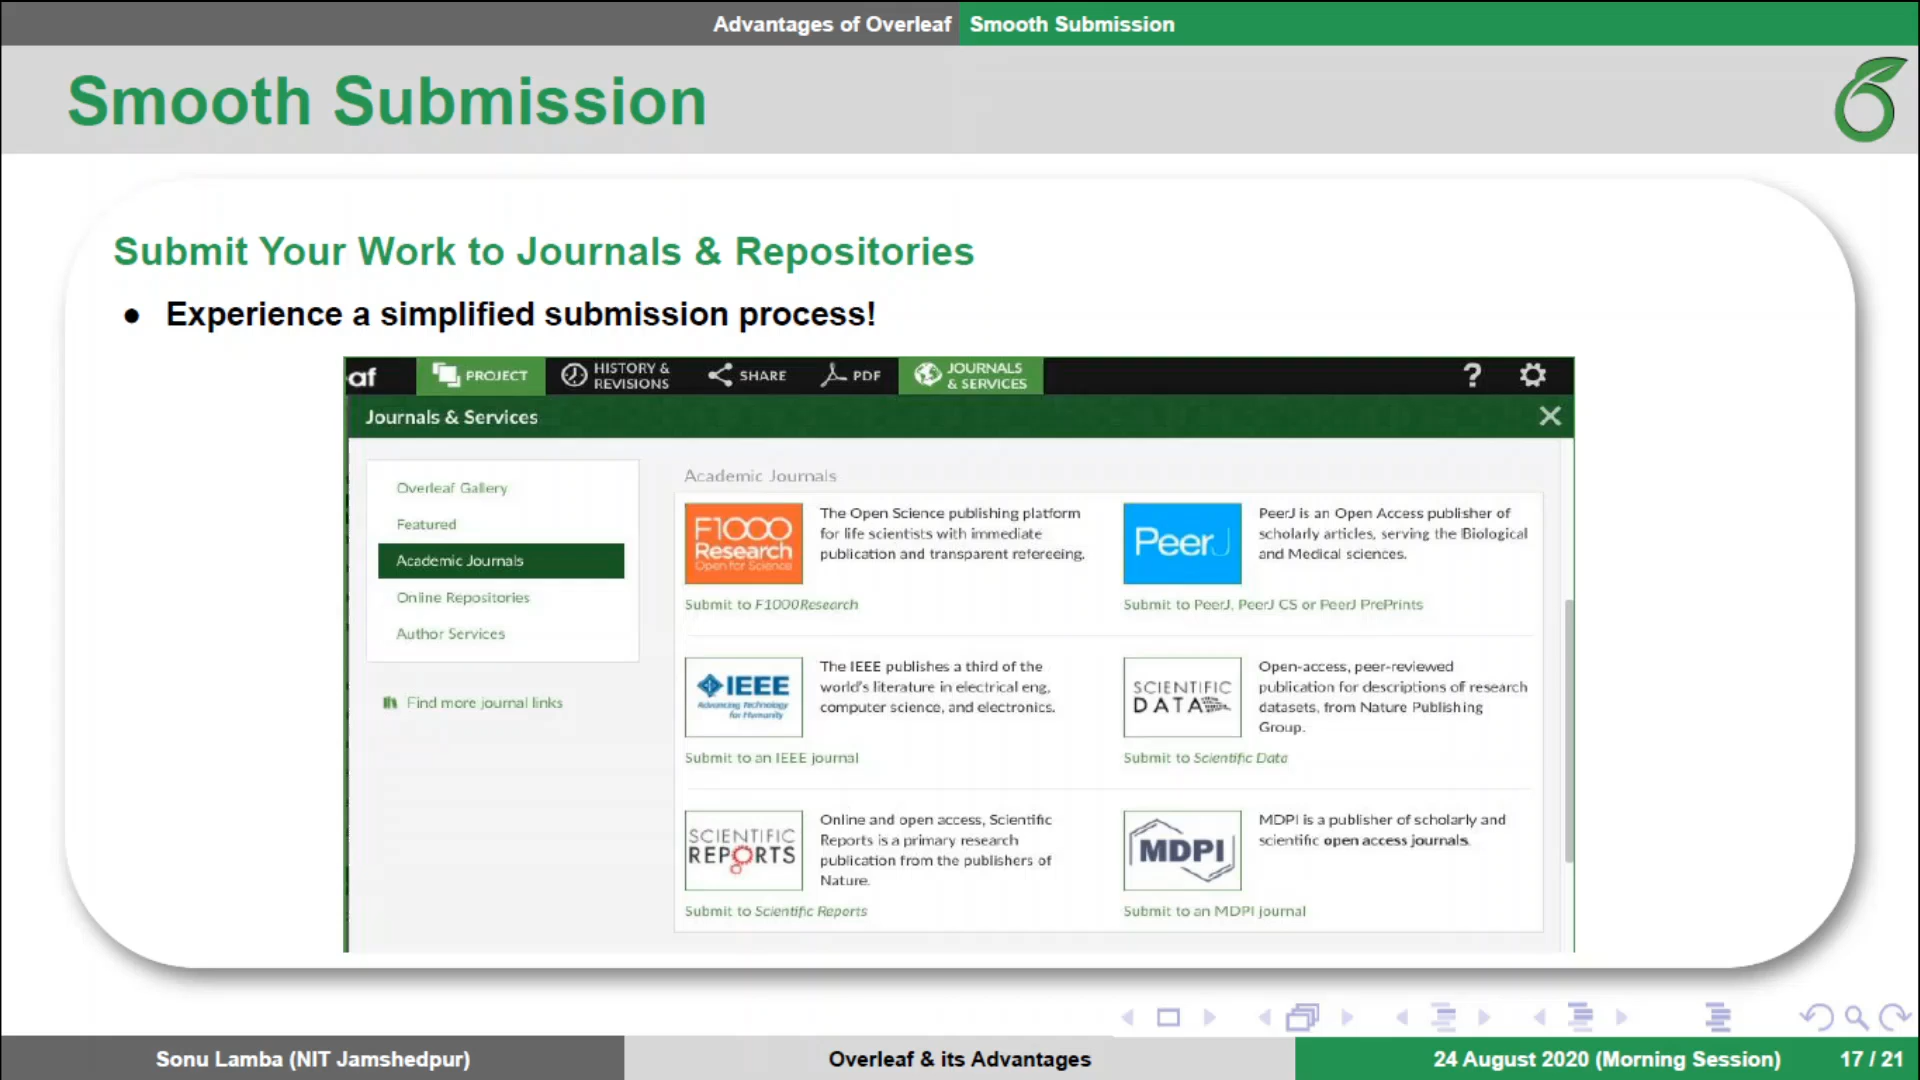 Advantages of Overleaf Smooth Submission
Smooth Submission
Submit Your Work to Journals & Repositories
● Experience a simplified submission process!
af PROJECT HISTORY & REVISIONS SHARE PDF JOURNALS & SERVICES ?
Journals & Services
Overleaf Gallery
Featured
Academic Journals
Online Repositories
Author Services
Find more journal links
Academic Journals
F1000
Research
Open for Science
The Open Science publishing platform
for life scientists with immediate
publication and transparent refereeing.
Submit to F1000Research
PeerJ
PeerJ is an Open Access publisher of
scholarly articles, serving the Biological
and Medical sciences.
Submit to PeerJ, PeerJ CS or PeerJ PrePrints
IEEE
Advancing Technology
for Humanity
The IEEE publishes a third of the
world's literature in electrical eng,
computer science, and electronics.
Submit to an IEEE journal
SCIENTIFIC
DATA
Open-access, peer-reviewed
publication for descriptions of research
datasets, from Nature Publishing
Group.
Submit to Scientific Data
SCIENTIFIC
REPORTS
Online and open access, Scientific
Reports is a primary research
publication from the publishers of
Nature.
Submit to Scientific Reports
MDPI
MDPI is a publisher of scholarly and
scientific open access journals.
Submit to an MDPI journal
Sonu Lamba (NIT Jamshedpur) Overleaf & its Advantages 24 August 2020 (Morning Session) 17 / 21